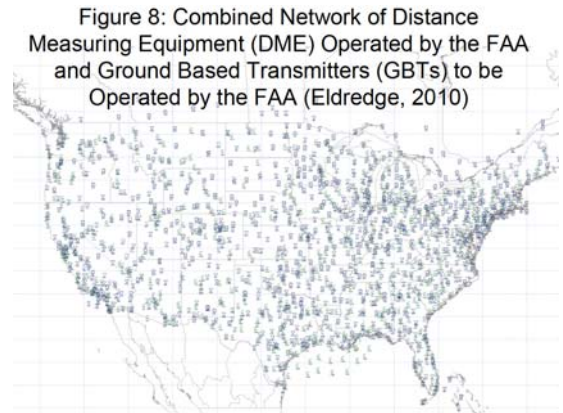 Figure 8: Combined Network of Distance
Measuring Equipment (DME) Operated by the FAA
and Ground Based Transmitters (GBTs) to be
Operated by the FAA (Eldredge, 2010)